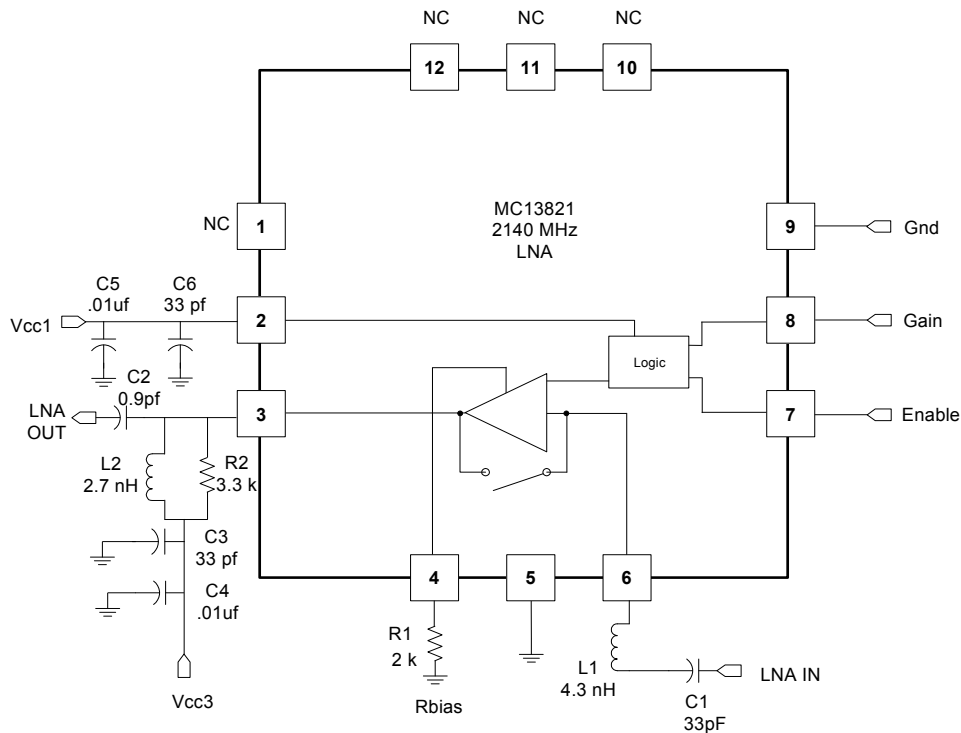 NC
NC
NC
12
11
10
MC13821
2140 MHz
LNA
NC
1
9
Gnd
C5
.01uf
C6
33 pf
Vcc1
2
8
Gain
Logic
C2
0.9pf
LNA
OUT
3
7
Enable
L2
2.7 nH
R2
3.3 k
C3
33 pf
C4
.01uf
Vcc3
4
5
6
R1
2 k
Rbias
L1
4.3 nH
C1
33pF
LNA IN